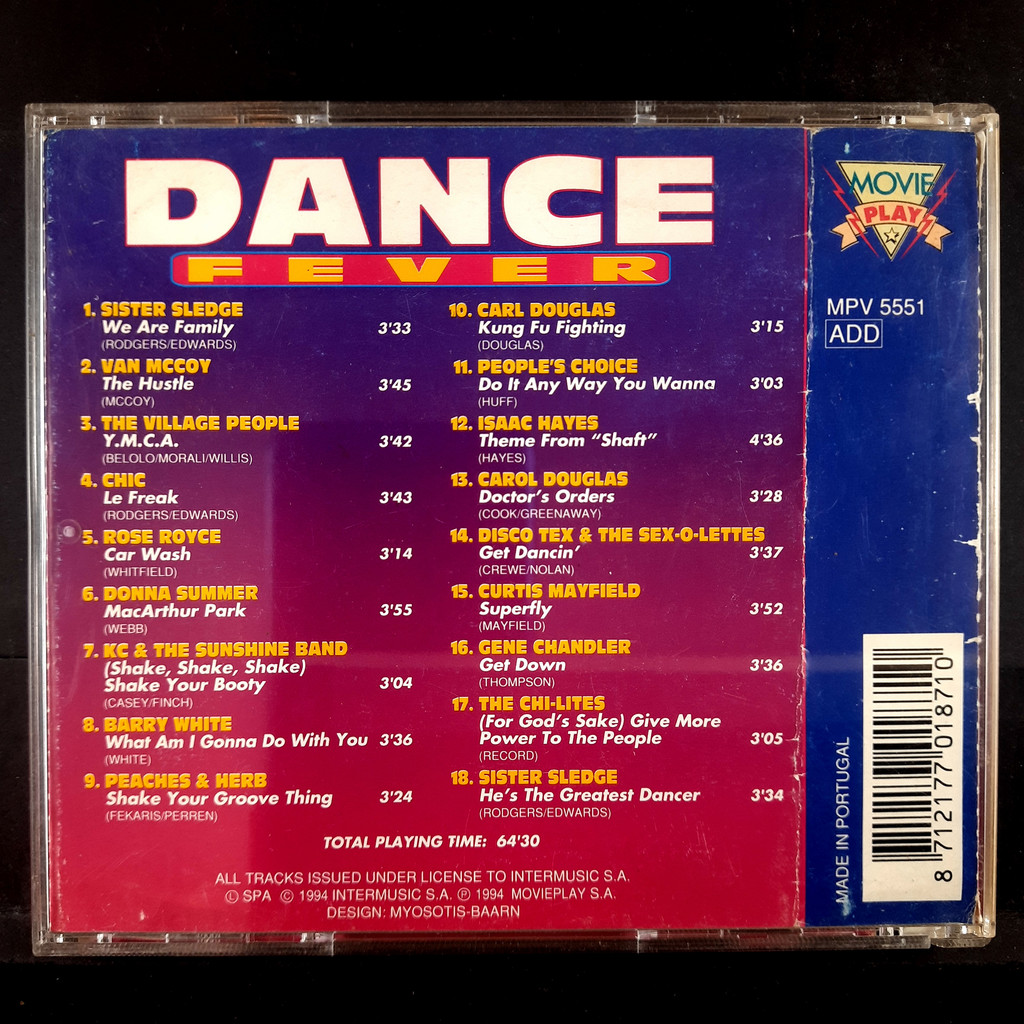 DANCE
FEVER
1. SISTER SLEDGE
We Are Family 3'33
(RODGERS/EDWARDS)
2. VAN MCCOY
The Hustle 3'45
(MCCOY)
3. THE VILLAGE PEOPLE
Y.M.C.A. 3'42
(BELOLO/MORALI/WILLIS)
4. CHIC
Le Freak 3'43
(RODGERS/EDWARDS)
5. ROSE ROYCE
Car Wash 3'14
(WHITFIELD)
6. DONNA SUMMER
MacArthur Park 3'55
(WEBB)
7. KC & THE SUNSHINE BAND
(Shake, Shake, Shake)
Shake Your Booty 3'04
(CASEY/FINCH)
8. BARRY WHITE
What Am I Gonna Do With You 3'36
(WHITE)
9. PEACHES & HERB
Shake Your Groove Thing 3'24
(FEKARIS/PERREN)
10. CARL DOUGLAS
Kung Fu Fighting 3'15
(DOUGLAS)
11. PEOPLE'S CHOICE
Do It Any Way You Wanna 3'03
(HUFF)
12. ISAAC HAYES
Theme From “Shaft” 4'36
(HAYES)
13. CAROL DOUGLAS
Doctor's Orders 3'28
(COOK/GREENAWAY)
14. DISCO TEX & THE SEX-O-LETTES
Get Dancin' 3'37
(CREWE/NOLAN)
15. CURTIS MAYFIELD
Superfly 3'52
(MAYFIELD)
16. GENE CHANDLER
Get Down 3'36
(THOMPSON)
17. THE CHI-LITES
(For God's Sake) Give More
Power To The People 3'05
(RECORD)
18. SISTER SLEDGE
He's The Greatest Dancer 3'34
(RODGERS/EDWARDS)
TOTAL PLAYING TIME: 64'30
ALL TRACKS ISSUED UNDER LICENSE TO INTERMUSIC S.A.
Ⓛ SPA © 1994 INTERMUSIC S.A. ℗ 1994 MOVIEPLAY S.A.
DESIGN: MYOSOTIS-BAARN
MOVIE
PLAY
MPV 5551
ADD
MADE IN PORTUGAL
8 712177 018710